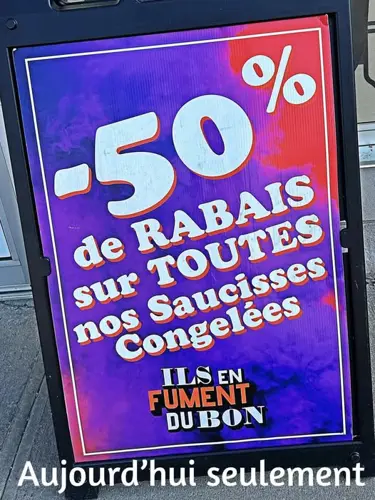 -50%
de RABAIS
sur TOUTES
nos Saucisses
Congelées
ILS EN
FUMENT
DU BON
Aujourd'hui seulement